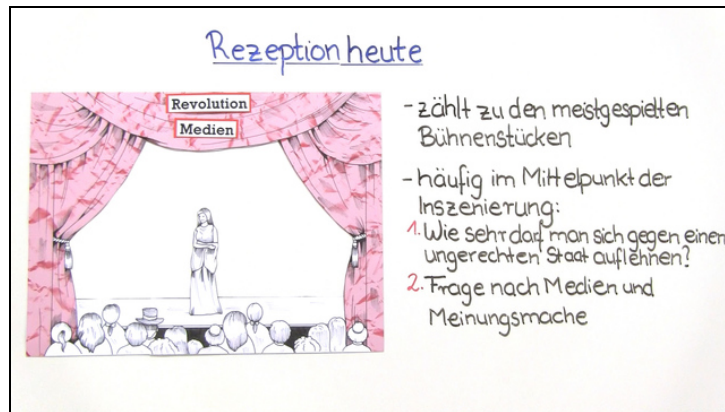 Rezeption heute
Revolution
Medien
- zählt zu den meistgespielten
Bühnenstücken
- häufig im Mittelpunkt der
Inszenierung:
1. Wie sehr darf man sich gegen einen
ungerechten Staat auflehnen?
2. Frage nach Medien und
Meinungsmache